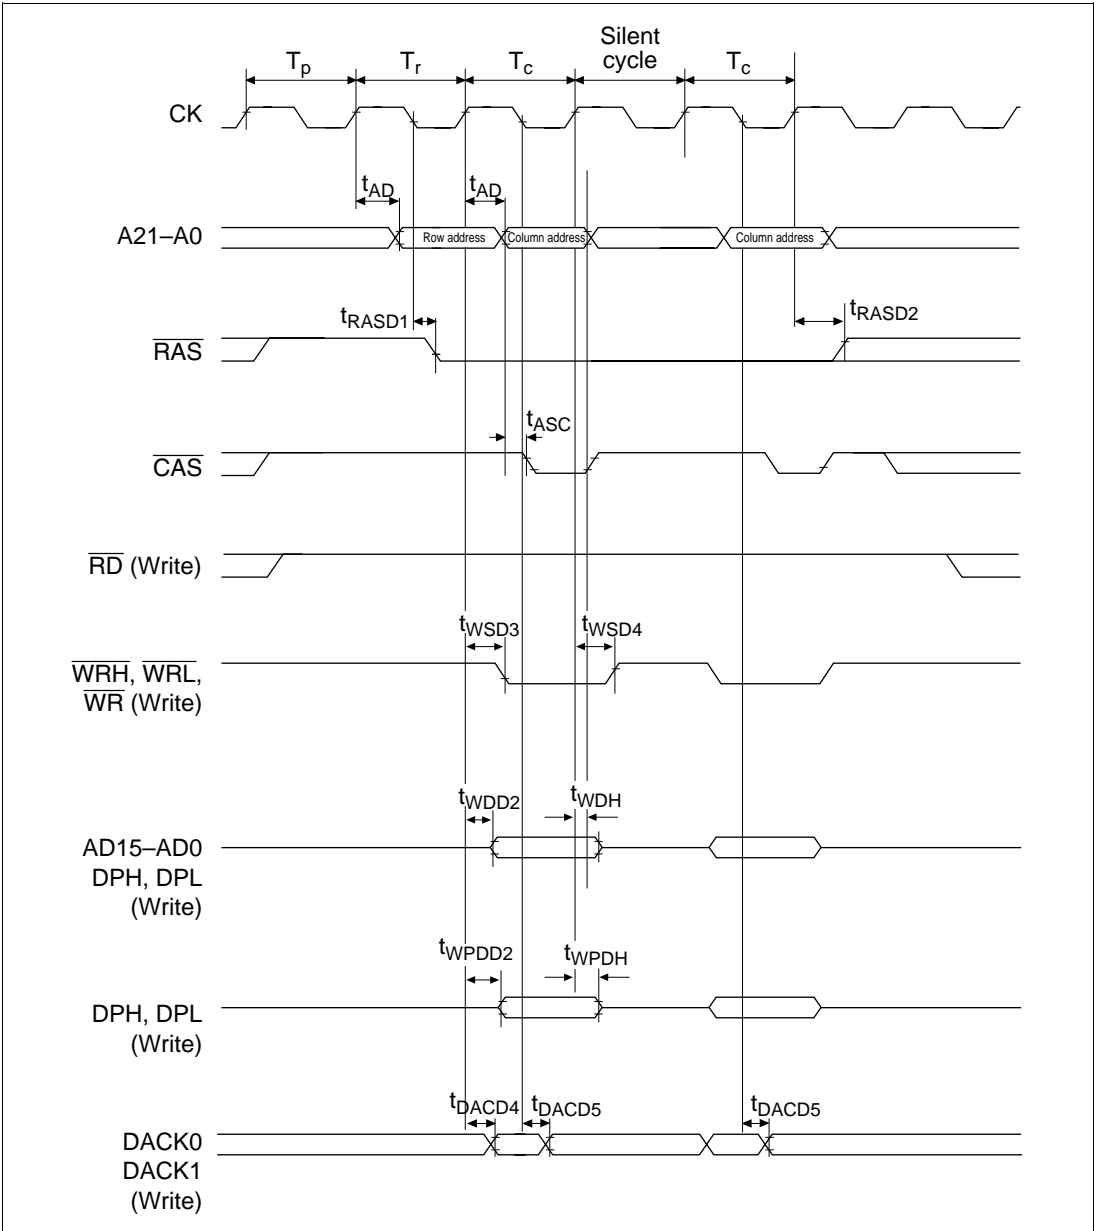 Silent
Tp Tr Tc cycle Tc
CK
tAD tAD
A21–A0 Row address Column address Column address
tRASD1 tRASD2
RAS
tASC
CAS
RD (Write)
tWSD3 tWSD4
WRH, WRL,
WR (Write)
tWDD2 tWDH
AD15–AD0
DPH, DPL
(Write)
tWPDD2 tWPDH
DPH, DPL
(Write)
tDACD4 tDACD5 tDACD5
DACK0
DACK1
(Write)